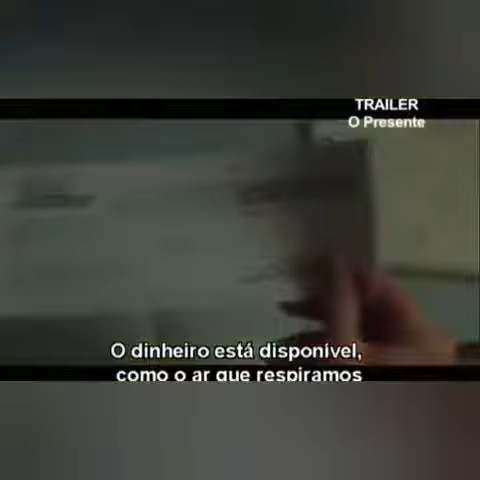 TRAILER
O Presente
O dinheiro está disponível,
como o ar que respiramos